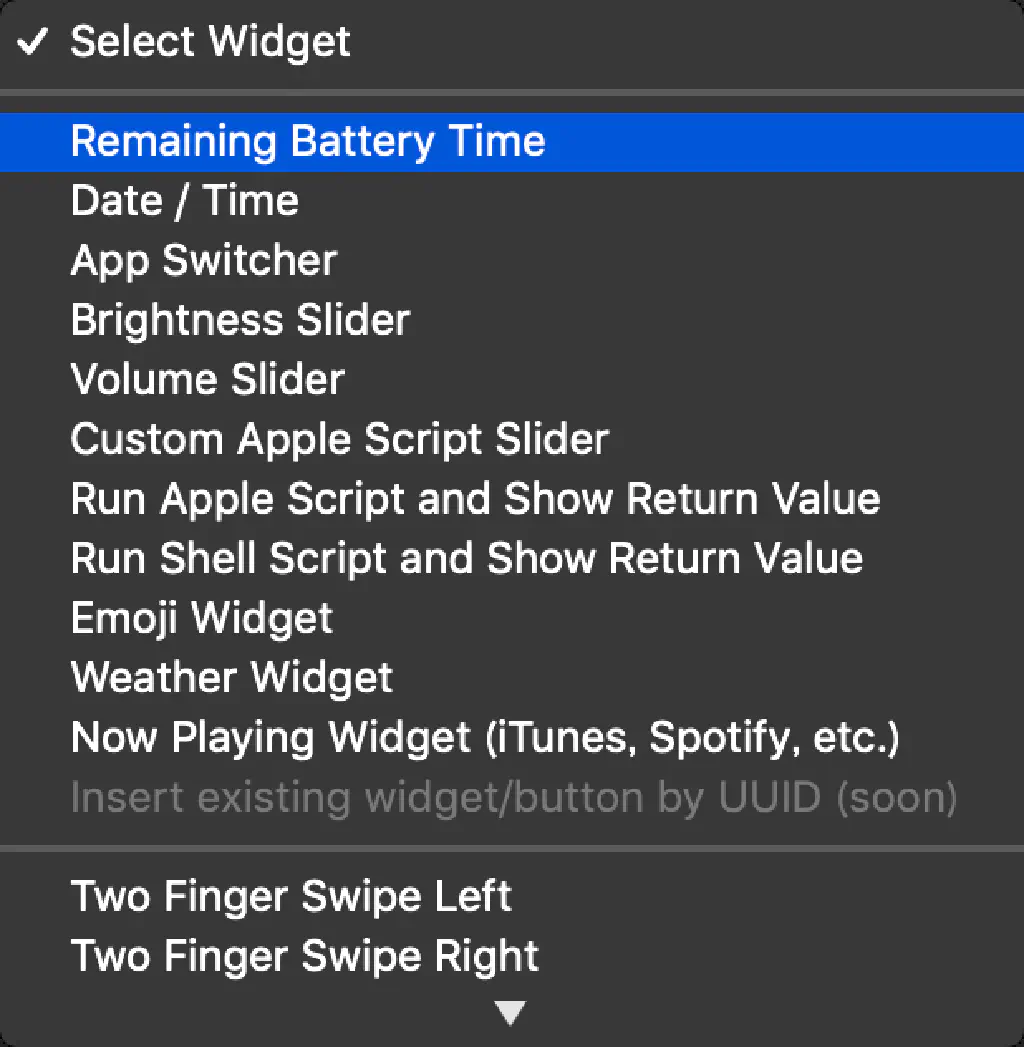 ✓ Select Widget
Remaining Battery Time
Date / Time
App Switcher
Brightness Slider
Volume Slider
Custom Apple Script Slider
Run Apple Script and Show Return Value
Run Shell Script and Show Return Value
Emoji Widget
Weather Widget
Now Playing Widget (iTunes, Spotify, etc.)
Insert existing widget/button by UUID (soon)
Two Finger Swipe Left
Two Finger Swipe Right